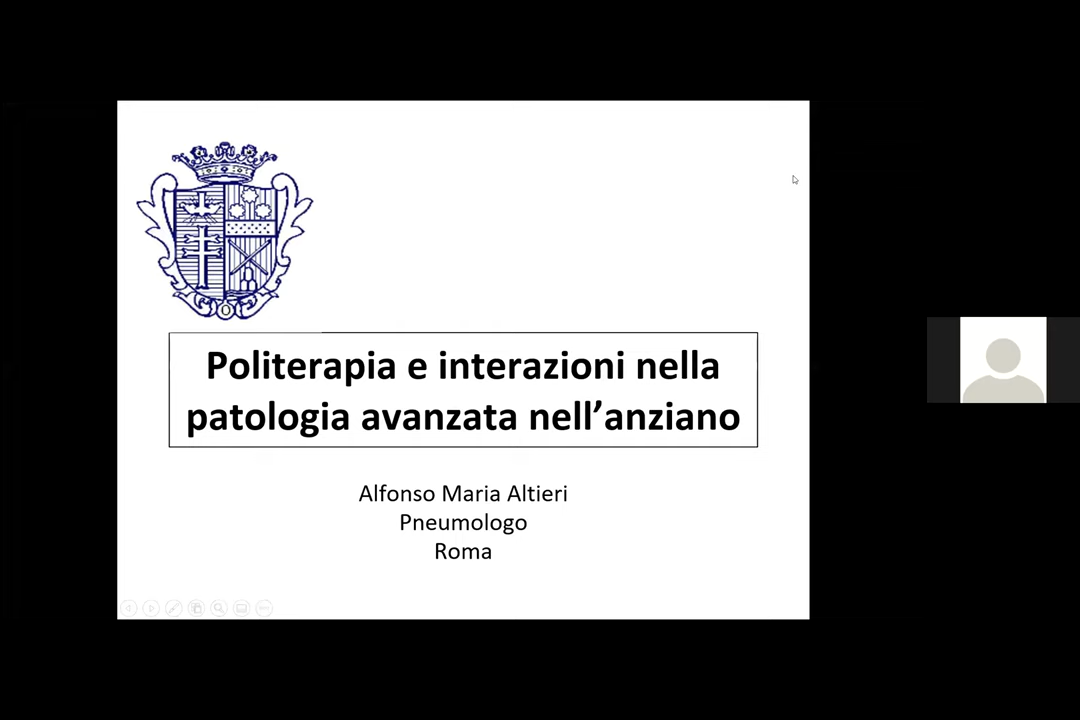 Politerapia e interazioni nella
patologia avanzata nell’anziano
Alfonso Maria Altieri
Pneumologo
Roma